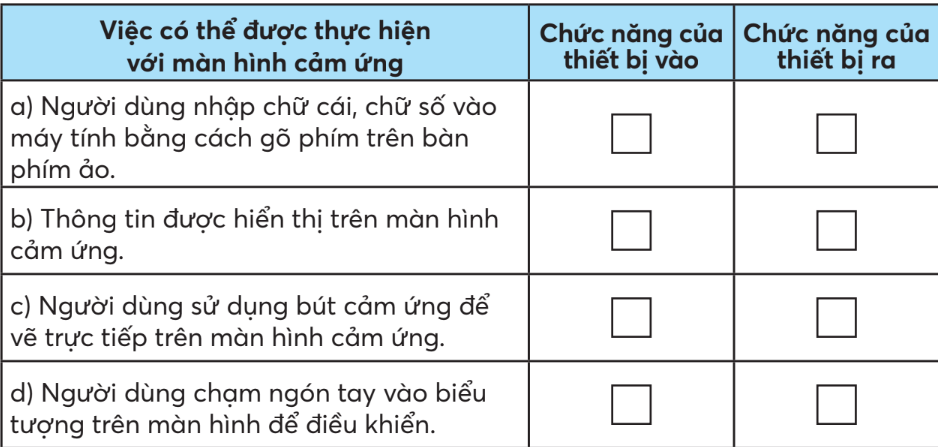 Việc có thể được thực hiện
với màn hình cảm ứng
Chức năng của
thiết bị vào
Chức năng của
thiết bị ra
a) Người dùng nhập chữ cái, chữ số vào
máy tính bằng cách gõ phím trên bàn
phím ảo.
b) Thông tin được hiển thị trên màn hình
cảm ứng.
c) Người dùng sử dụng bút cảm ứng để
vẽ trực tiếp trên màn hình cảm ứng.
d) Người dùng chạm ngón tay vào biểu
tượng trên màn hình để điều khiển.